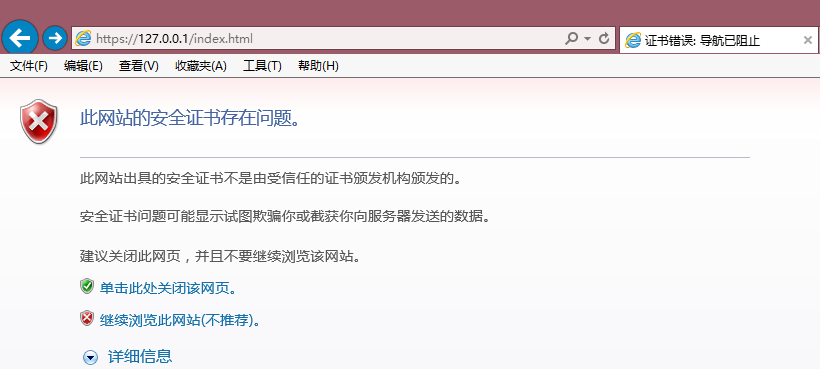 https://127.0.0.1/index.html
证书错误: 导航已阻止
文件(F) 编辑(E) 查看(V) 收藏夹(A) 工具(T) 帮助(H)
此网站的安全证书存在问题。
此网站出具的安全证书不是由受信任的证书颁发机构颁发的。
安全证书问题可能显示试图欺骗你或截获你向服务器发送的数据。
建议关闭此网页，并且不要继续浏览该网站。
单击此处关闭该网页。
继续浏览此网站(不推荐)。
详细信息